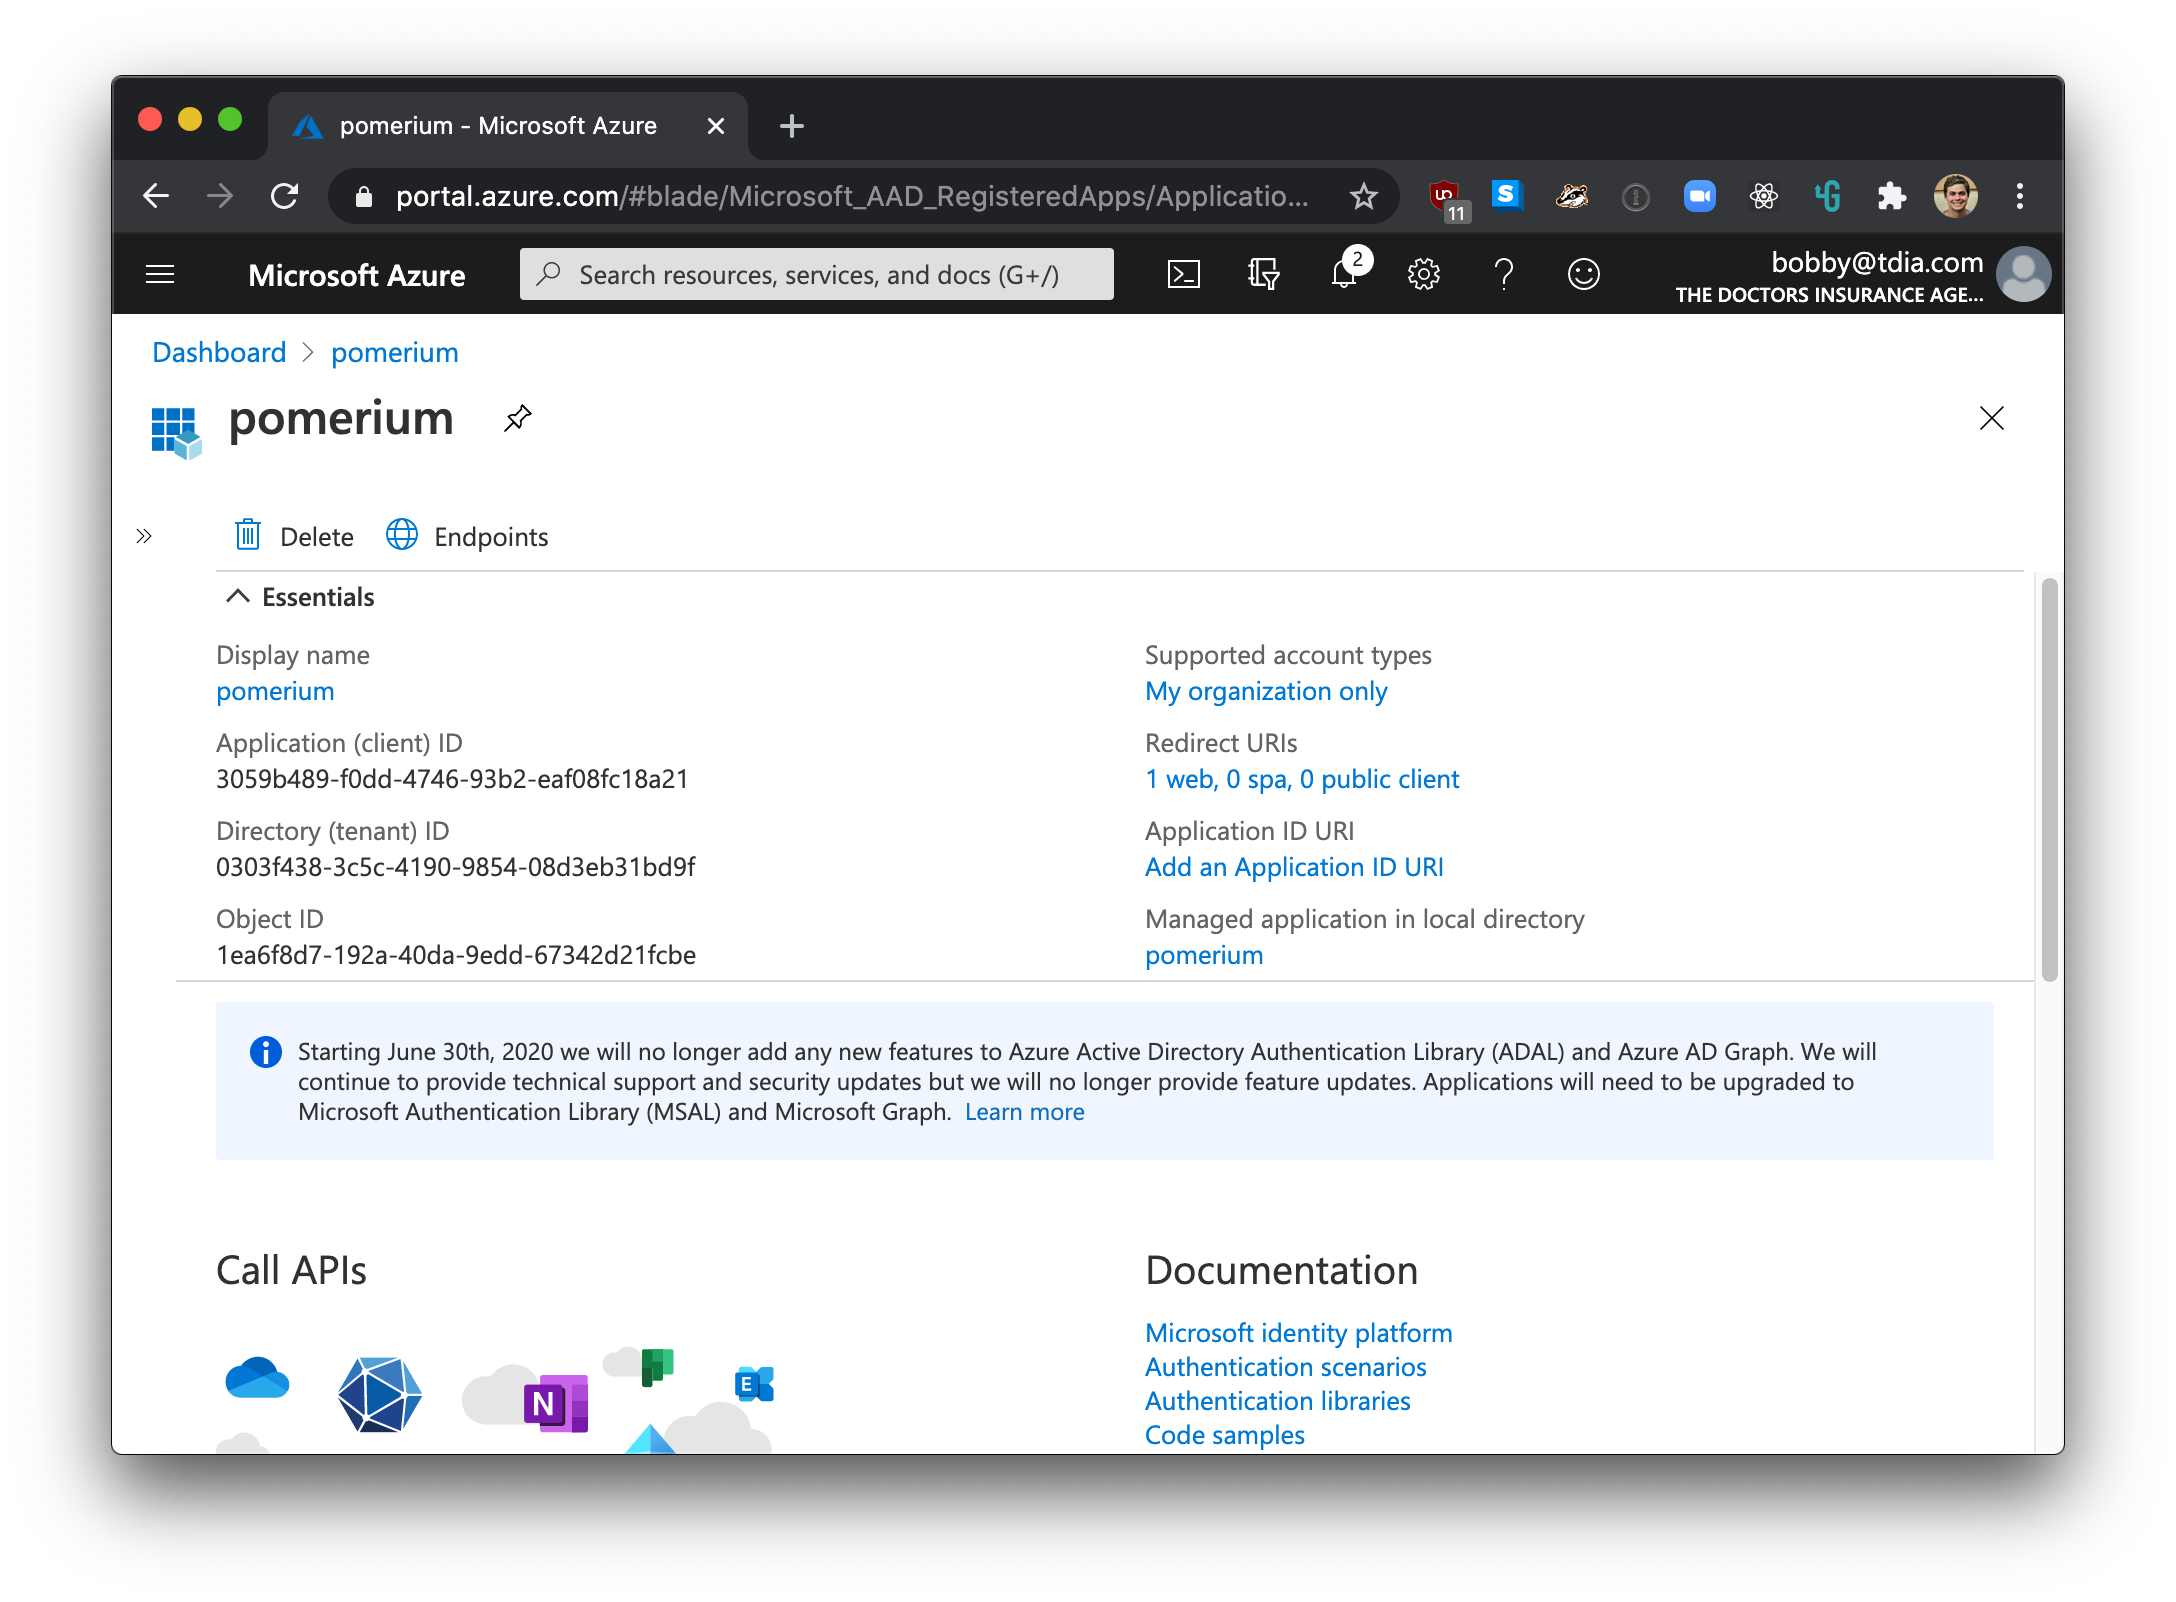 pomerium - Microsoft Azure
portal.azure.com/#blade/Microsoft_AAD_RegisteredApps/Applicatio...
11
Microsoft Azure
Search resources, services, and docs (G+/)
2
bobby@tdia.com
THE DOCTORS INSURANCE AGE...
Dashboard > pomerium
pomerium
Delete
Endpoints
Essentials
Display name
pomerium
Supported account types
My organization only
Application (client) ID
3059b489-f0dd-4746-93b2-eaf08fc18a21
Redirect URIs
1 web, 0 spa, 0 public client
Directory (tenant) ID
0303f438-3c5c-4190-9854-08d3eb31bd9f
Application ID URI
Add an Application ID URI
Object ID
1ea6f8d7-192a-40da-9edd-67342d21fcbe
Managed application in local directory
pomerium
Starting June 30th, 2020 we will no longer add any new features to Azure Active Directory Authentication Library (ADAL) and Azure AD Graph. We will
continue to provide technical support and security updates but we will no longer provide feature updates. Applications will need to be upgraded to
Microsoft Authentication Library (MSAL) and Microsoft Graph. Learn more
Call APIs
N
E
Documentation
Microsoft identity platform
Authentication scenarios
Authentication libraries
Code samples